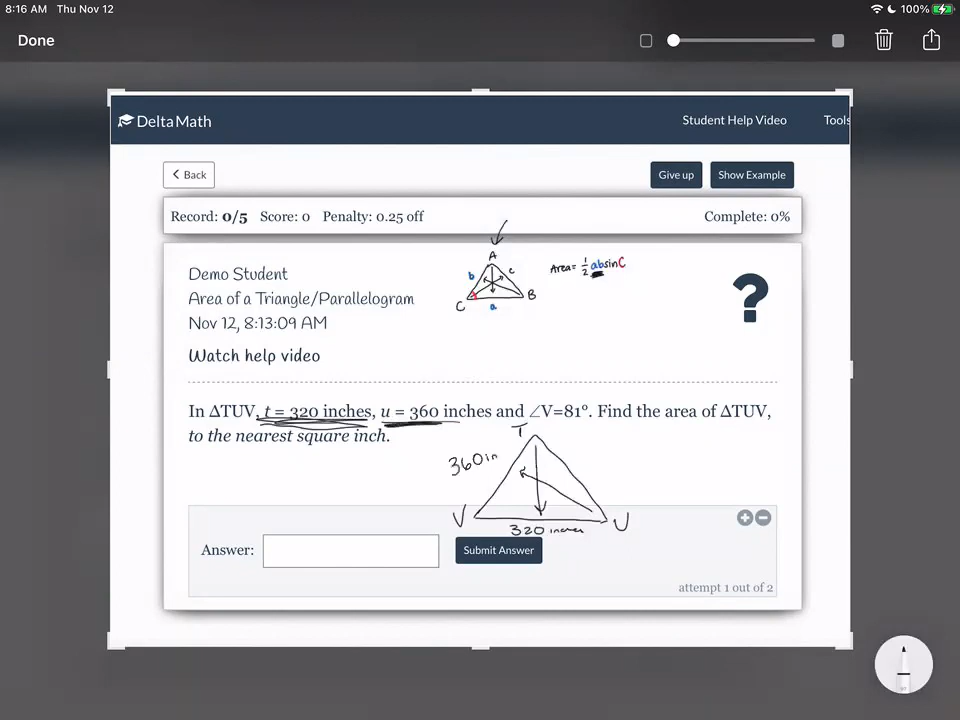 8:16 AM Thu Nov 12
100%
Done
DeltaMath
Student Help Video
Tools
Back
Give up
Show Example
Record: 0/5 Score: 0 Penalty: 0.25 off
Complete: 0%
A
b
c
C
B
a
Area = 1/2 absinC
Demo Student
Area of a Triangle/Parallelogram
Nov 12, 8:13:09 AM
Watch help video
?
In ΔTUV, t = 320 inches, u = 360 inches and ∠V=81°. Find the area of ΔTUV,
to the nearest square inch.
T
360in
V
U
320 inches
Answer:
Submit Answer
attempt 1 out of 2